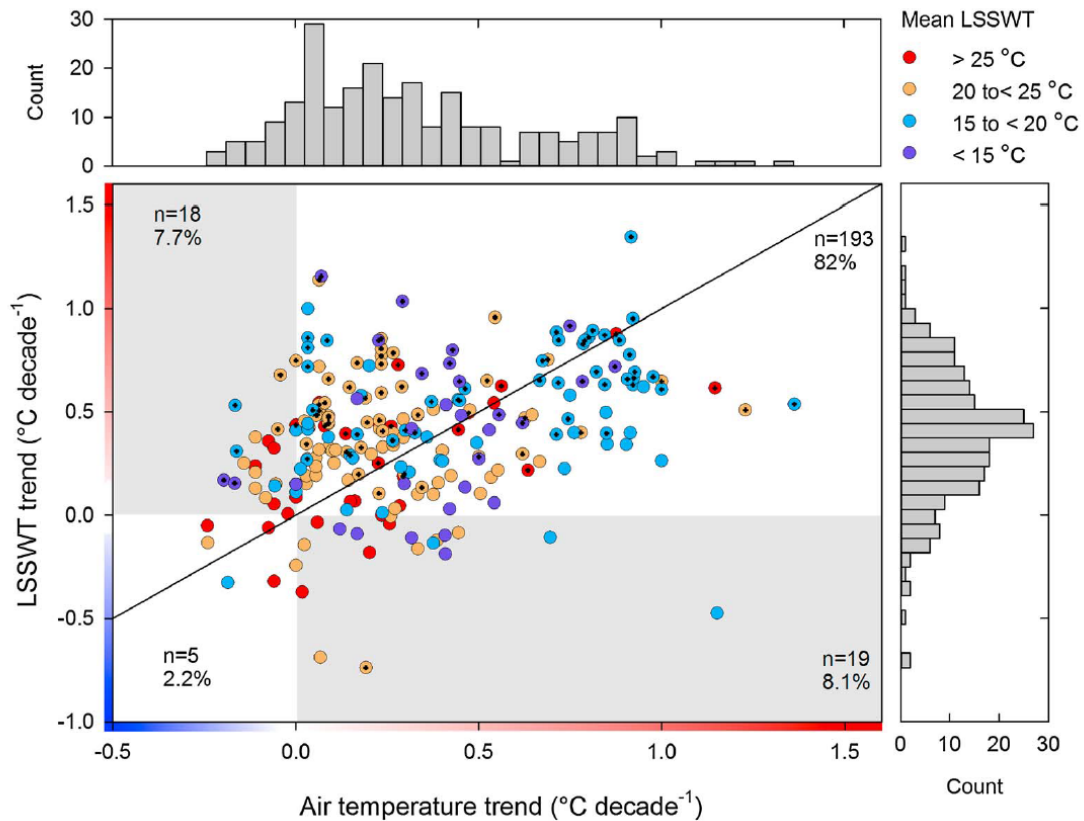 30
20
10
0
Count
Mean LSSWT
> 25 °C
20 to< 25 °C
15 to < 20 °C
< 15 °C
1.5
1.0
0.5
0.0
-0.5
-1.0
LSSWT trend (°C decade⁻¹)
n=18
7.7%
n=193
82%
n=5
2.2%
n=19
8.1%
-0.5 0.0 0.5 1.0 1.5
Air temperature trend (°C decade⁻¹)
0 10 20 30
Count